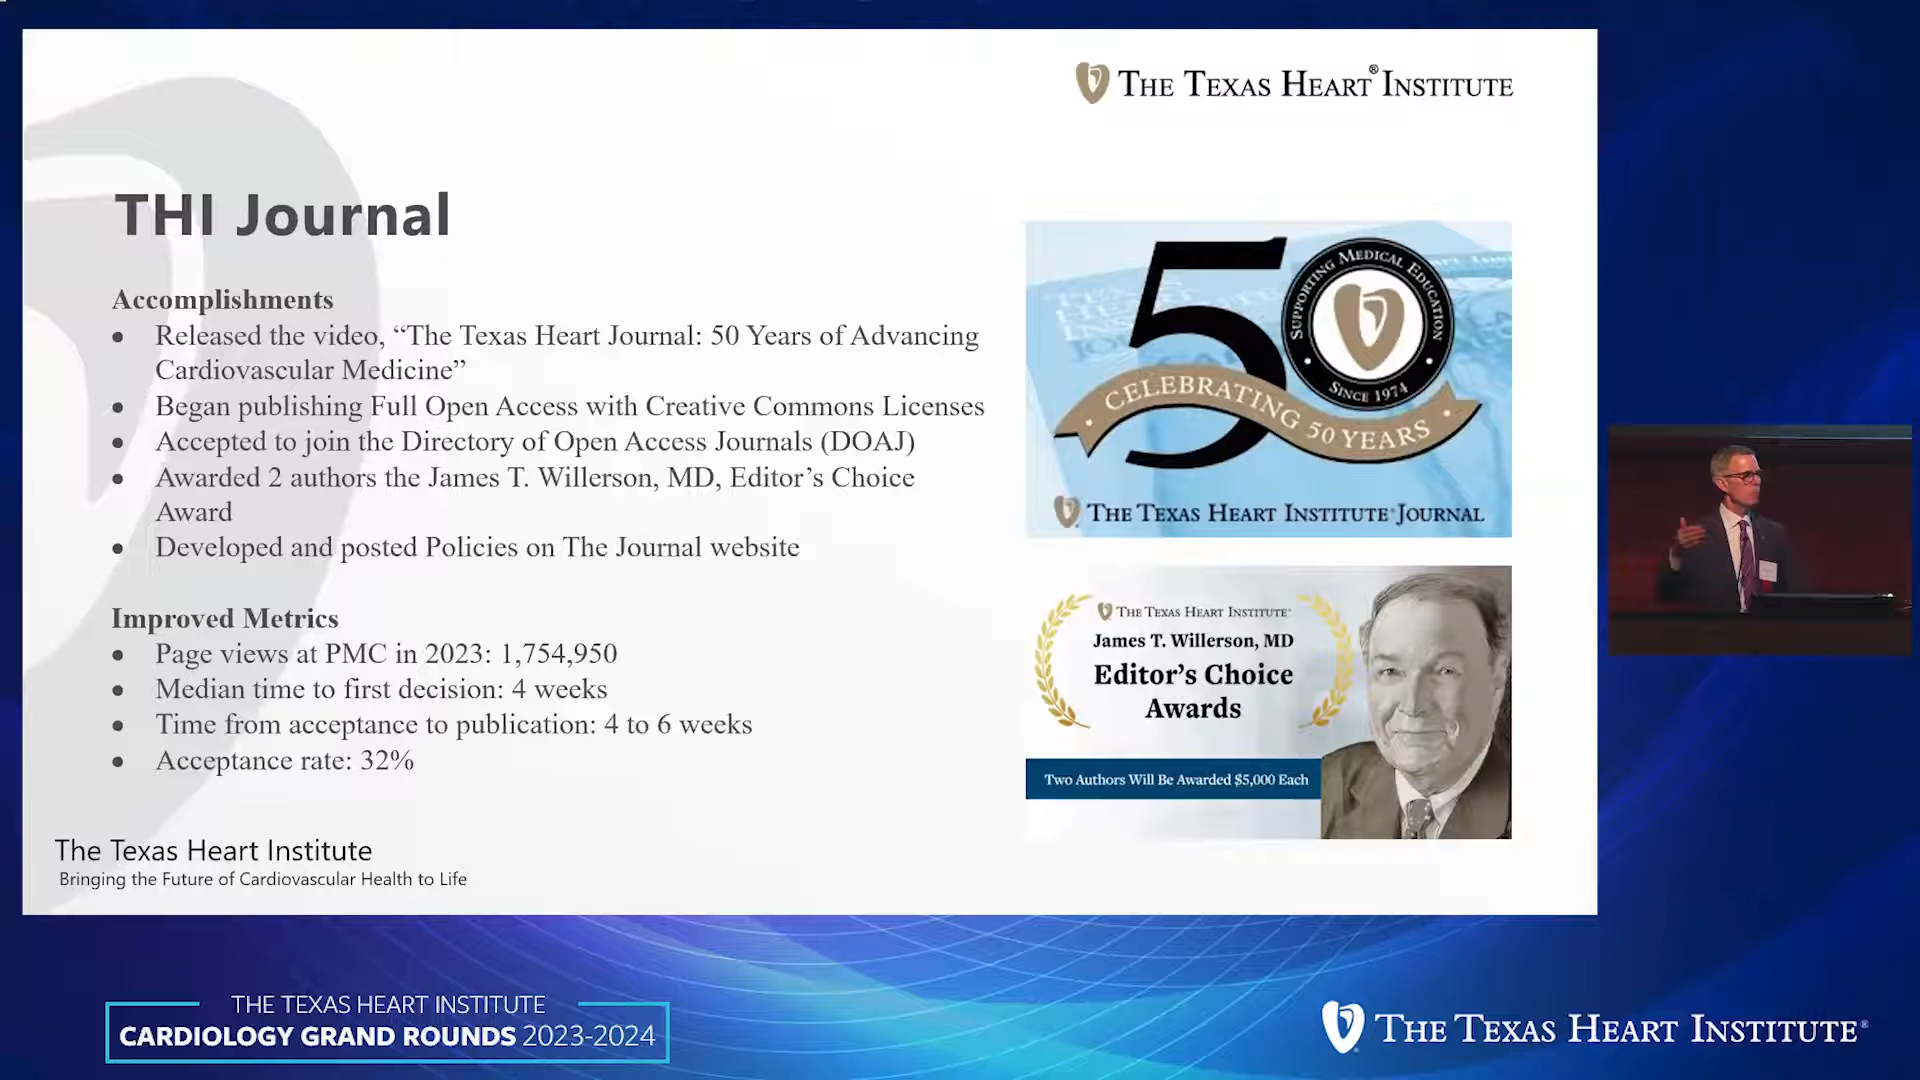 THE TEXAS HEART® INSTITUTE
THI Journal
Accomplishments
• Released the video, “The Texas Heart Journal: 50 Years of Advancing
Cardiovascular Medicine”
• Began publishing Full Open Access with Creative Commons Licenses
• Accepted to join the Directory of Open Access Journals (DOAJ)
• Awarded 2 authors the James T. Willerson, MD, Editor’s Choice
Award
• Developed and posted Policies on The Journal website
Improved Metrics
• Page views at PMC in 2023: 1,754,950
• Median time to first decision: 4 weeks
• Time from acceptance to publication: 4 to 6 weeks
• Acceptance rate: 32%
The Texas Heart Institute
Bringing the Future of Cardiovascular Health to Life
50
SUPPORTING MEDICAL EDUCATION
• SINCE 1974 •
• CELEBRATING 50 YEARS •
THE TEXAS HEART INSTITUTE® JOURNAL
THE TEXAS HEART INSTITUTE®
James T. Willerson, MD
Editor’s Choice
Awards
Two Authors Will Be Awarded $5,000 Each
THE TEXAS HEART INSTITUTE
CARDIOLOGY GRAND ROUNDS 2023-2024
THE TEXAS HEART INSTITUTE®